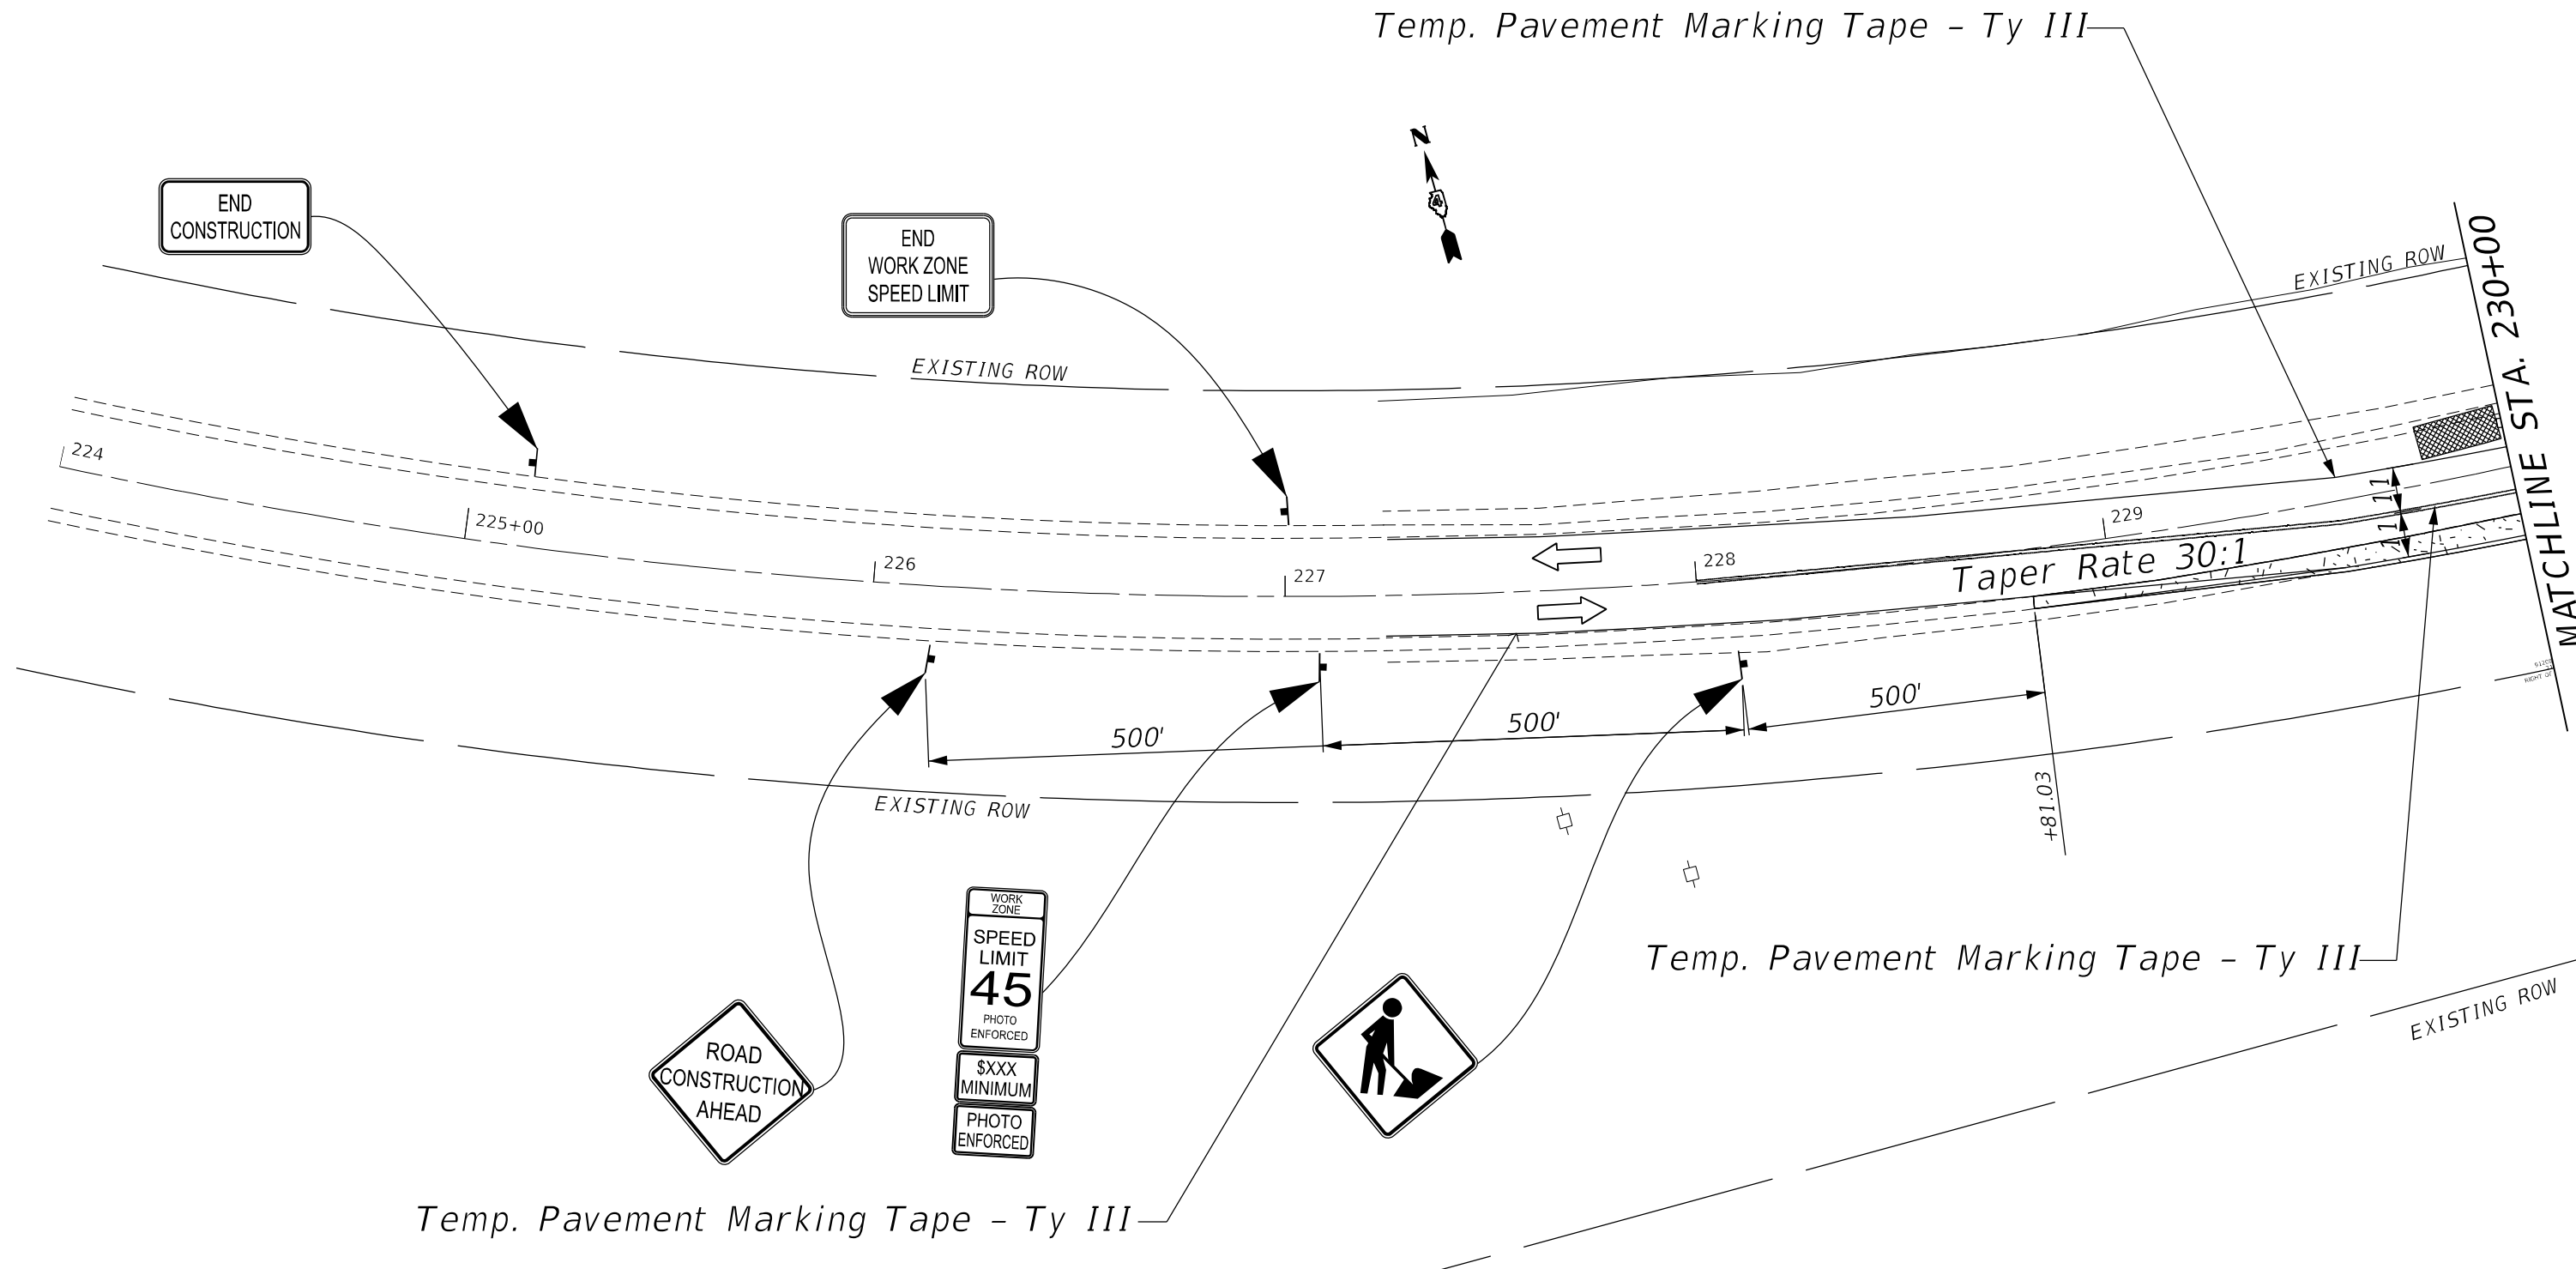 Temp. Pavement Marking Tape – Ty III
N
4
END
CONSTRUCTION
END
WORK ZONE
SPEED LIMIT
EXISTING ROW
MATCHLINE STA. 230+00
EXISTING ROW
224
225+00
226
227
228
229
11
11
Taper Rate 30:1
500'
500'
500'
+81.03
EXISTING ROW
RIGHT OF
WORK
ZONE
SPEED
LIMIT
45
PHOTO
ENFORCED
$XXX
MINIMUM
PHOTO
ENFORCED
ROAD
CONSTRUCTION
AHEAD
Temp. Pavement Marking Tape – Ty III
EXISTING ROW
Temp. Pavement Marking Tape – Ty III